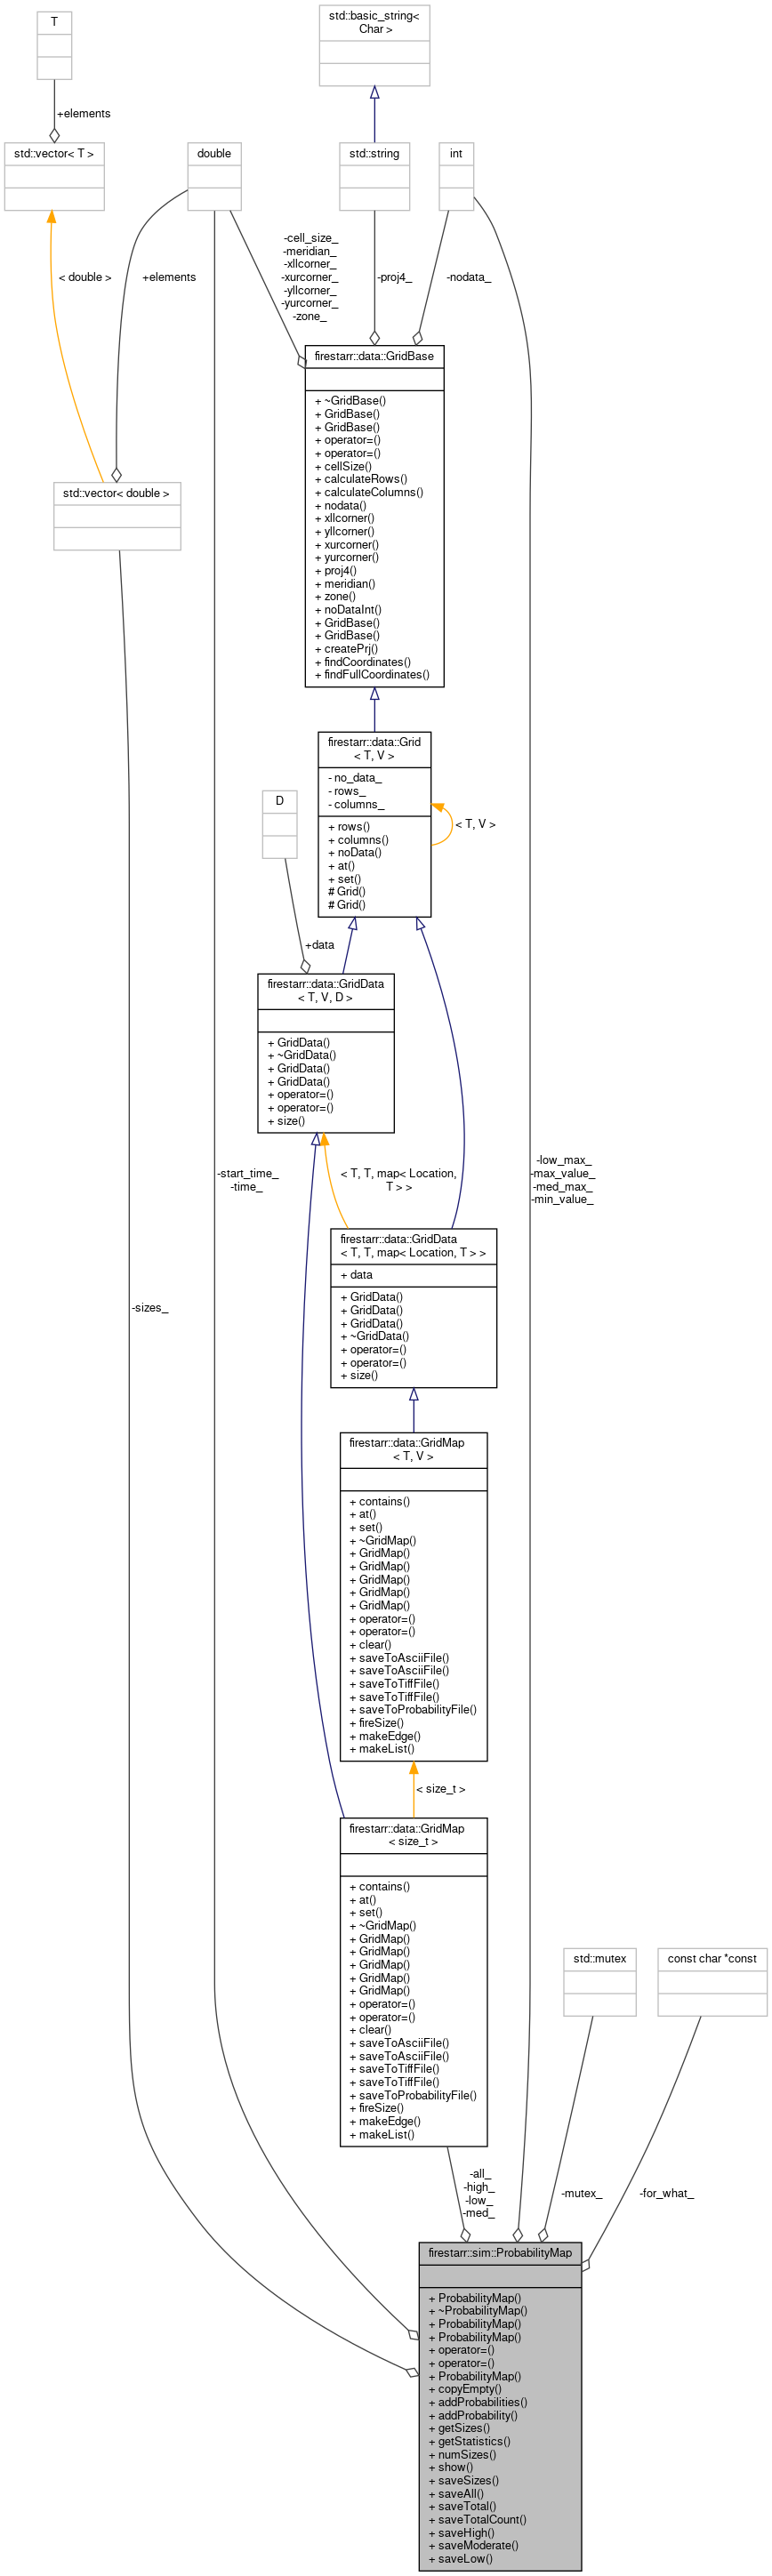 T
std::basic_string<
Char >
+elements
std::vector< T >
double
std::string
int
< double >
+elements
-cell_size_
-meridian_
-xllcorner_
-xurcorner_
-yllcorner_
-yurcorner_
-zone_
-proj4_
-nodata_
firestarr::data::GridBase
+ ~GridBase()
+ GridBase()
+ GridBase()
+ operator=()
+ operator=()
+ cellSize()
+ calculateRows()
+ calculateColumns()
+ nodata()
+ xllcorner()
+ yllcorner()
+ xurcorner()
+ yurcorner()
+ proj4()
+ meridian()
+ zone()
+ noDataInt()
+ GridBase()
+ GridBase()
+ createPrj()
+ findCoordinates()
+ findFullCoordinates()
std::vector< double >
firestarr::data::Grid
< T, V >
- no_data_
- rows_
- columns_
+ rows()
+ columns()
+ noData()
+ at()
+ set()
# Grid()
# Grid()
< T, V >
D
+data
firestarr::data::GridData
< T, V, D >
+ GridData()
+ ~GridData()
+ GridData()
+ GridData()
+ operator=()
+ operator=()
+ size()
-start_time_
-time_
< T, T, map< Location,
T > >
-low_max_
-max_value_
-med_max_
-min_value_
firestarr::data::GridData
< T, T, map< Location, T > >
+ data
+ GridData()
+ GridData()
+ GridData()
+ ~GridData()
+ operator=()
+ operator=()
+ size()
-sizes_
firestarr::data::GridMap
< T, V >
+ contains()
+ at()
+ set()
+ ~GridMap()
+ GridMap()
+ GridMap()
+ GridMap()
+ GridMap()
+ GridMap()
+ operator=()
+ operator=()
+ clear()
+ saveToAsciiFile()
+ saveToAsciiFile()
+ saveToTiffFile()
+ saveToTiffFile()
+ saveToProbabilityFile()
+ fireSize()
+ makeEdge()
+ makeList()
< size_t >
firestarr::data::GridMap
< size_t >
+ contains()
+ at()
+ set()
+ ~GridMap()
+ GridMap()
+ GridMap()
+ GridMap()
+ GridMap()
+ GridMap()
+ operator=()
+ operator=()
+ clear()
+ saveToAsciiFile()
+ saveToAsciiFile()
+ saveToTiffFile()
+ saveToTiffFile()
+ saveToProbabilityFile()
+ fireSize()
+ makeEdge()
+ makeList()
std::mutex
const char *const
-all_
-high_
-low_
-med_
-mutex_
-for_what_
firestarr::sim::ProbabilityMap
+ ProbabilityMap()
+ ~ProbabilityMap()
+ ProbabilityMap()
+ ProbabilityMap()
+ operator=()
+ operator=()
+ ProbabilityMap()
+ copyEmpty()
+ addProbabilities()
+ addProbability()
+ getSizes()
+ getStatistics()
+ numSizes()
+ show()
+ saveSizes()
+ saveAll()
+ saveTotal()
+ saveTotalCount()
+ saveHigh()
+ saveModerate()
+ saveLow()